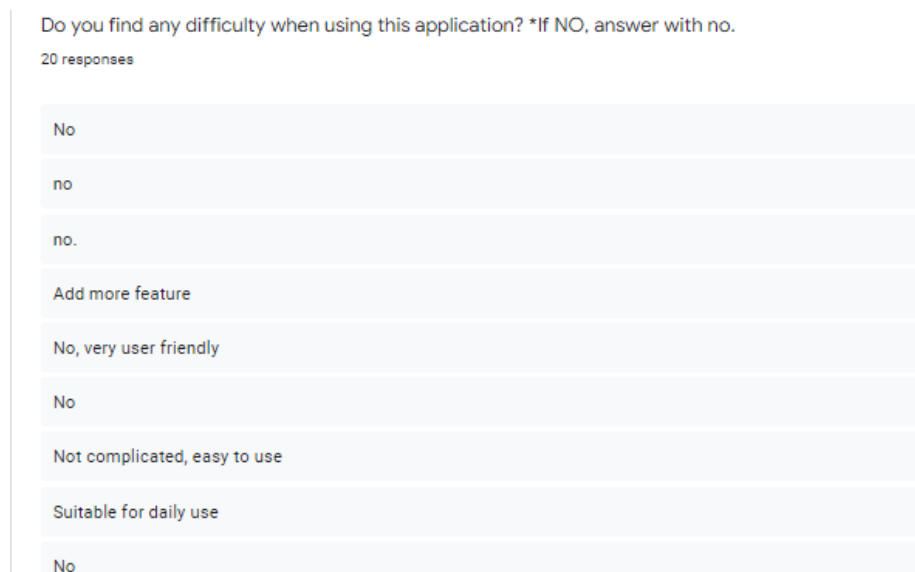 Do you find any difficulty when using this application? *If NO, answer with no.
20 responses
No
no
no.
Add more feature
No, very user friendly
No
Not complicated, easy to use
Suitable for daily use
No